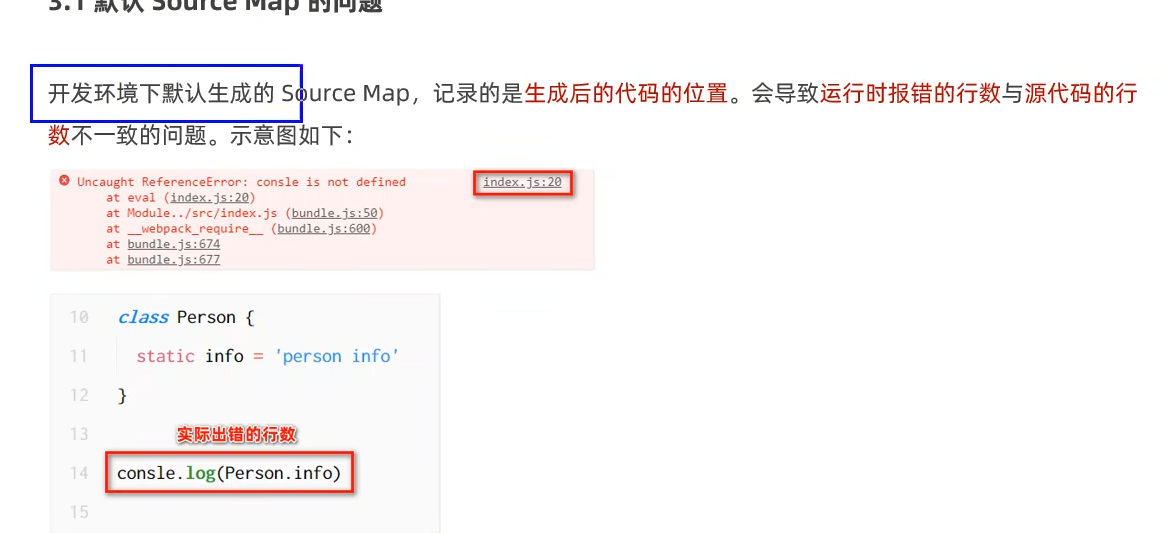 3.1 默认 Source Map 的问题
开发环境下默认生成的 Source Map，记录的是生成后的代码的位置。会导致运行时报错的行数与源代码的行
数不一致的问题。示意图如下：
Uncaught ReferenceError: consle is not defined index.js:20
at eval (index.js:20)
at Module../src/index.js (bundle.js:50)
at __webpack_require__ (bundle.js:600)
at bundle.js:674
at bundle.js:677
10 class Person {
11 static info = 'person info'
12 }
13 实际出错的行数
14 consle.log(Person.info)
15